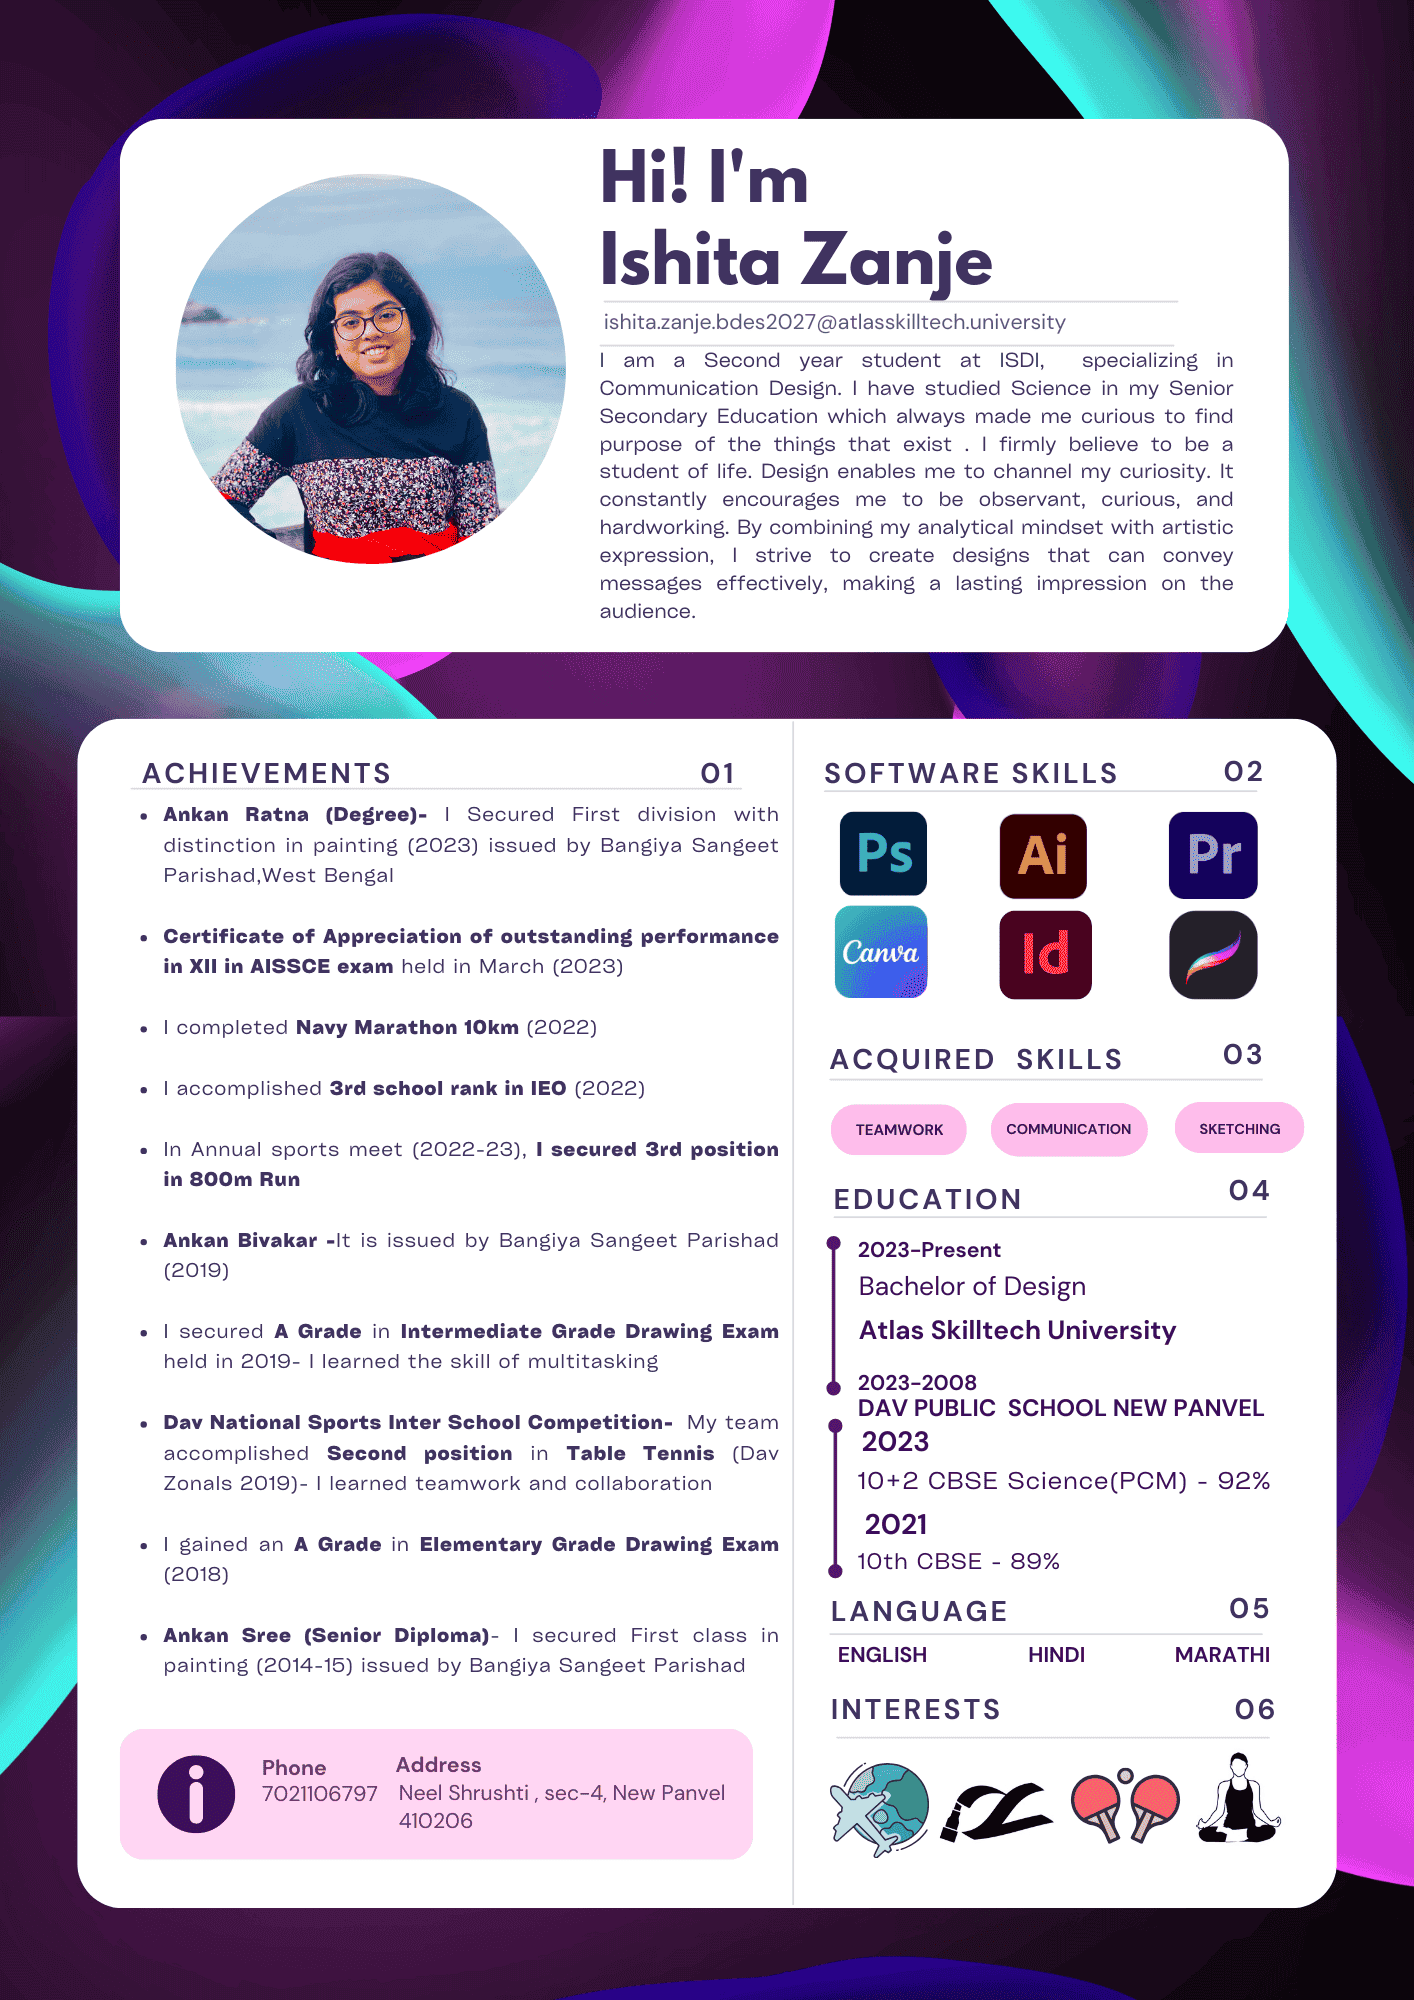 Hi! I'm
Ishita Zanje
ishita.zanje.bdes2027@atlasskilltech.university
I am a Second year student at ISDI, specializing in
Communication Design. I have studied Science in my Senior
Secondary Education which always made me curious to find
purpose of the things that exist . I firmly believe to be a
student of life. Design enables me to channel my curiosity. It
constantly encourages me to be observant, curious, and
hardworking. By combining my analytical mindset with artistic
expression, I strive to create designs that can convey
messages effectively, making a lasting impression on the
audience.
ACHIEVEMENTS 01
• Ankan Ratna (Degree)- I Secured First division with
distinction in painting (2023) issued by Bangiya Sangeet
Parishad,West Bengal
• Certificate of Appreciation of outstanding performance
in XII in AISSCE exam held in March (2023)
• I completed Navy Marathon 10km (2022)
• I accomplished 3rd school rank in IEO (2022)
• In Annual sports meet (2022-23), I secured 3rd position
in 800m Run
• Ankan Bivakar -It is issued by Bangiya Sangeet Parishad
(2019)
• I secured A Grade in Intermediate Grade Drawing Exam
held in 2019- I learned the skill of multitasking
• Dav National Sports Inter School Competition- My team
accomplished Second position in Table Tennis (Dav
Zonals 2019)- I learned teamwork and collaboration
• I gained an A Grade in Elementary Grade Drawing Exam
(2018)
• Ankan Sree (Senior Diploma)- I secured First class in
painting (2014-15) issued by Bangiya Sangeet Parishad
Phone
7021106797
Address
Neel Shrushti , sec-4, New Panvel
410206
SOFTWARE SKILLS 02
Ps Ai Pr
Canva Id
ACQUIRED SKILLS 03
TEAMWORK COMMUNICATION SKETCHING
EDUCATION 04
2023-Present
Bachelor of Design
Atlas Skilltech University
2023-2008
DAV PUBLIC SCHOOL NEW PANVEL
2023
10+2 CBSE Science(PCM) - 92%
2021
10th CBSE - 89%
LANGUAGE 05
ENGLISH HINDI MARATHI
INTERESTS 06